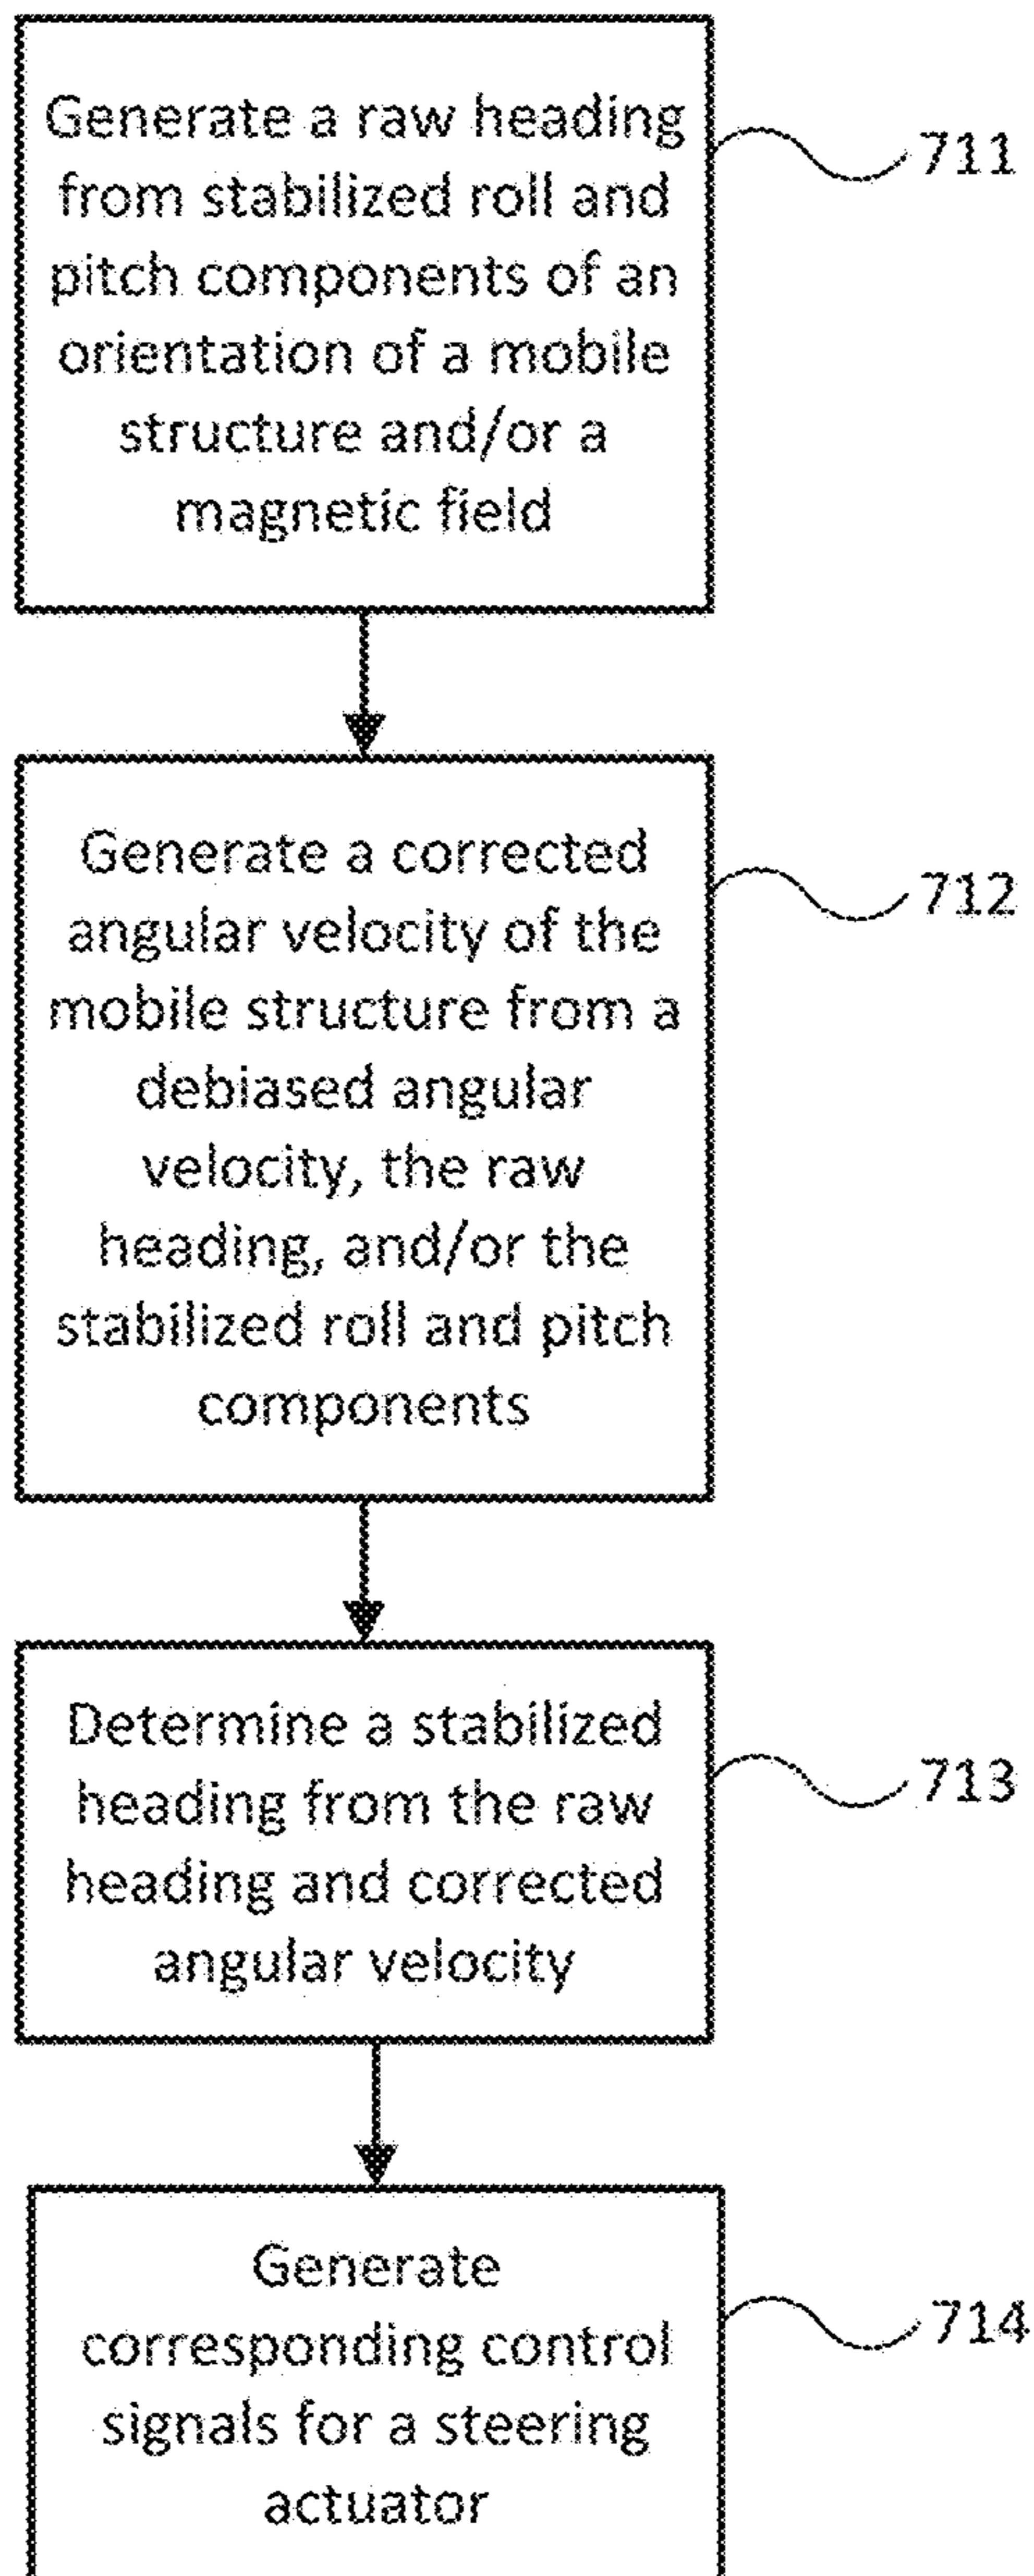 Generate a raw heading
from stabilized roll and
pitch components of an
orientation of a mobile
structure and/or a
magnetic field
711
Generate a corrected
angular velocity of the
mobile structure from a
debiased angular
velocity, the raw
heading, and/or the
stabilized roll and pitch
components
712
Determine a stabilized
heading from the raw
heading and corrected
angular velocity
713
Generate
corresponding control
signals for a steering
actuator
714